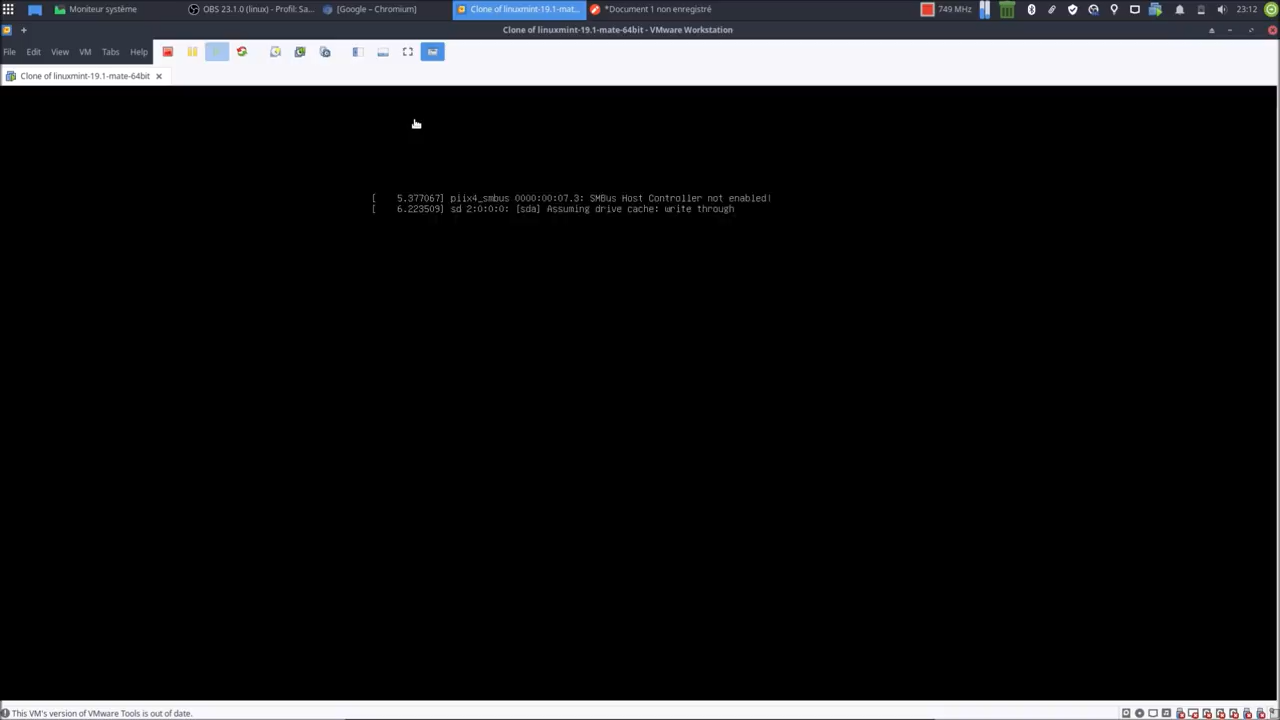 Moniteur système
OBS 23.1.0 (linux) - Profil: Sa...
[Google – Chromium]
Clone of linuxmint-19.1-mat...
*Document 1 non enregistré
749 MHz
23:12
Clone of linuxmint-19.1-mate-64bit - VMware Workstation
File Edit View VM Tabs Help
Clone of linuxmint-19.1-mate-64bit
[    5.377067] piix4_smbus 0000:00:07.3: SMBus Host Controller not enabled!
[    6.223509] sd 2:0:0:0: [sda] Assuming drive cache: write through
This VM's version of VMware Tools is out of date.